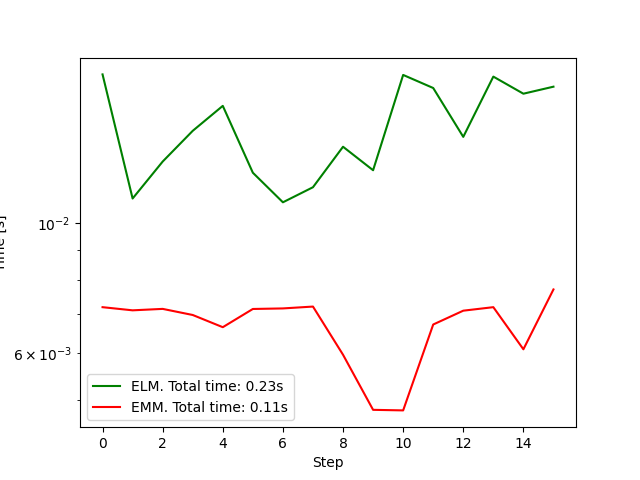 Time [s]
10⁻²
6 × 10⁻³
ELM. Total time: 0.23s
EMM. Total time: 0.11s
0 2 4 6 8 10 12 14
Step